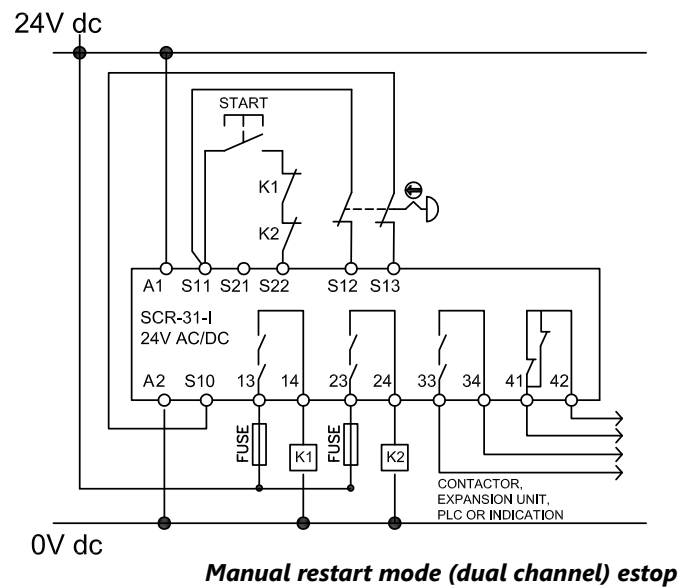 24V dc
START
K1
K2
A1 S11 S21 S22 S12 S13
SCR-31-I
24V AC/DC
A2 S10 13 14 23 24 33 34 41 42
FUSE
K1
FUSE
K2
CONTACTOR,
EXPANSION UNIT,
PLC OR INDICATION
0V dc
Manual restart mode (dual channel) estop